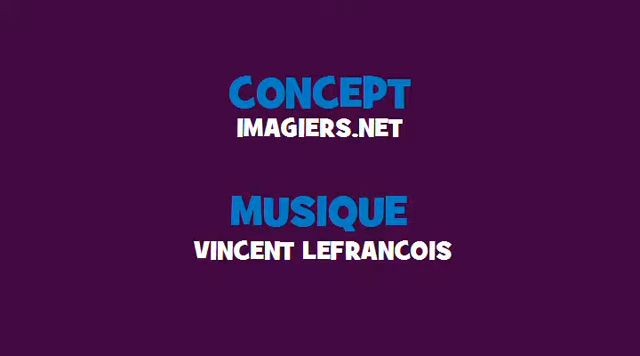 CONCEPT
IMAGIERS.NET
MUSIQUE
VINCENT LEFRANCOIS